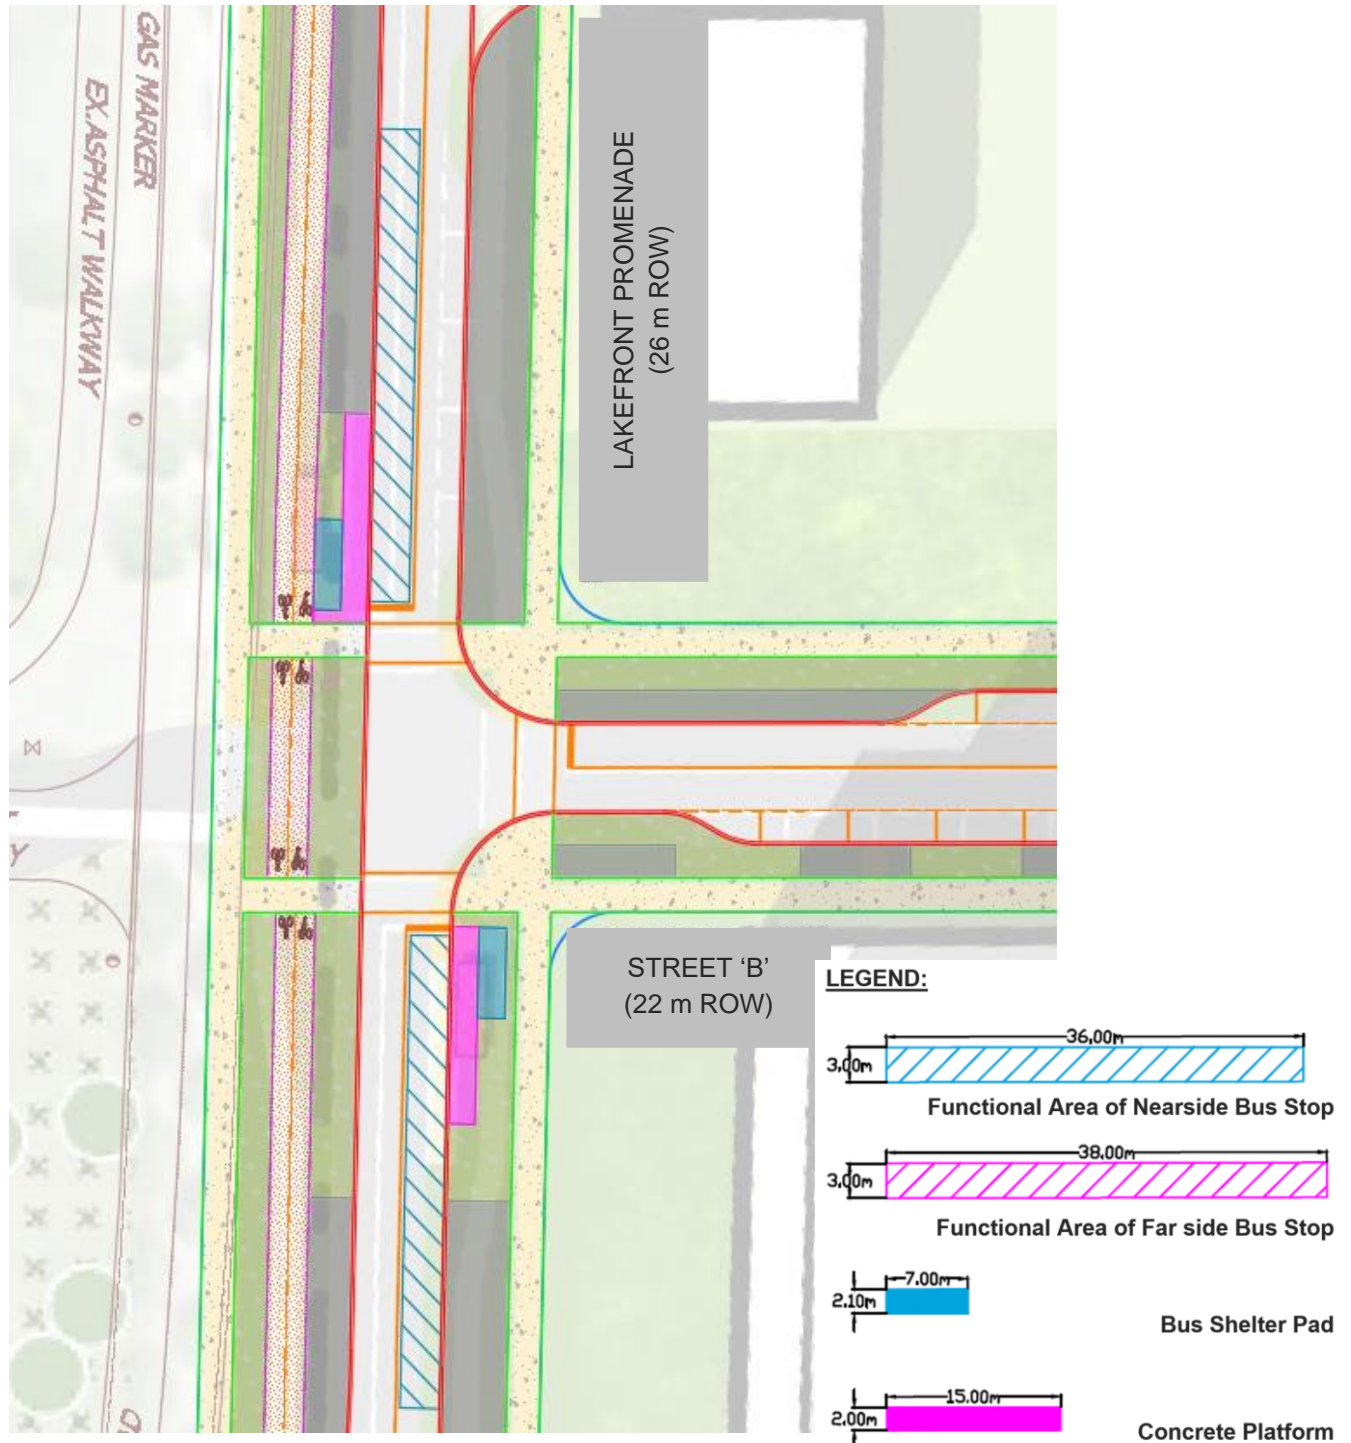 GAS MARKER
EX. ASPHALT WALKWAY
LAKEFRONT PROMENADE
(26 m ROW)
STREET ‘B’
(22 m ROW)
LEGEND:
36.00m
3.00m
Functional Area of Nearside Bus Stop
38.00m
3.00m
Functional Area of Far side Bus Stop
7.00m
2.10m
Bus Shelter Pad
15.00m
2.00m
Concrete Platform